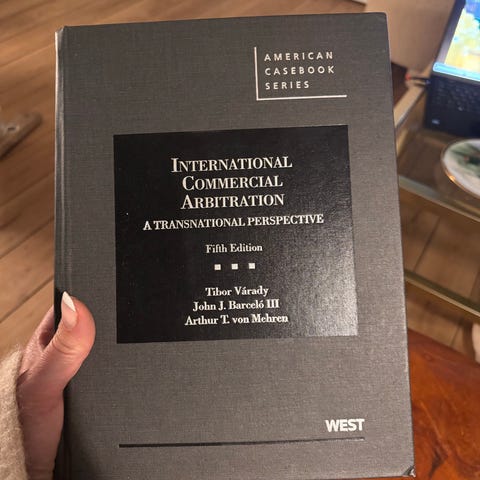 AMERICAN
CASEBOOK
SERIES
INTERNATIONAL
COMMERCIAL
ARBITRATION
A TRANSNATIONAL PERSPECTIVE
Fifth Edition
Tibor Várady
John J. Barceló III
Arthur T. von Mehren
WEST